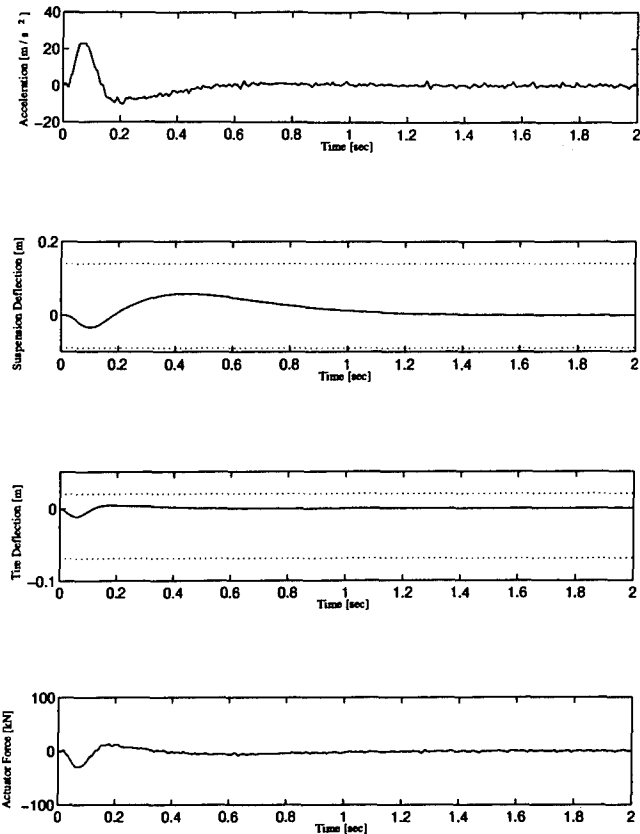 Acceleration [m / s ²]
40
20
0
−20
0 0.2 0.4 0.6 0.8 1 1.2 1.4 1.6 1.8 2
Time [sec]
Suspension Deflection [m]
0.2
0
0 0.2 0.4 0.6 0.8 1 1.2 1.4 1.6 1.8 2
Time [sec]
Tire Deflection [m]
0
−0.1
0 0.2 0.4 0.6 0.8 1 1.2 1.4 1.6 1.8 2
Time [sec]
Actuator Force [kN]
100
0
−100
0 0.2 0.4 0.6 0.8 1 1.2 1.4 1.6 1.8 2
Time [sec]